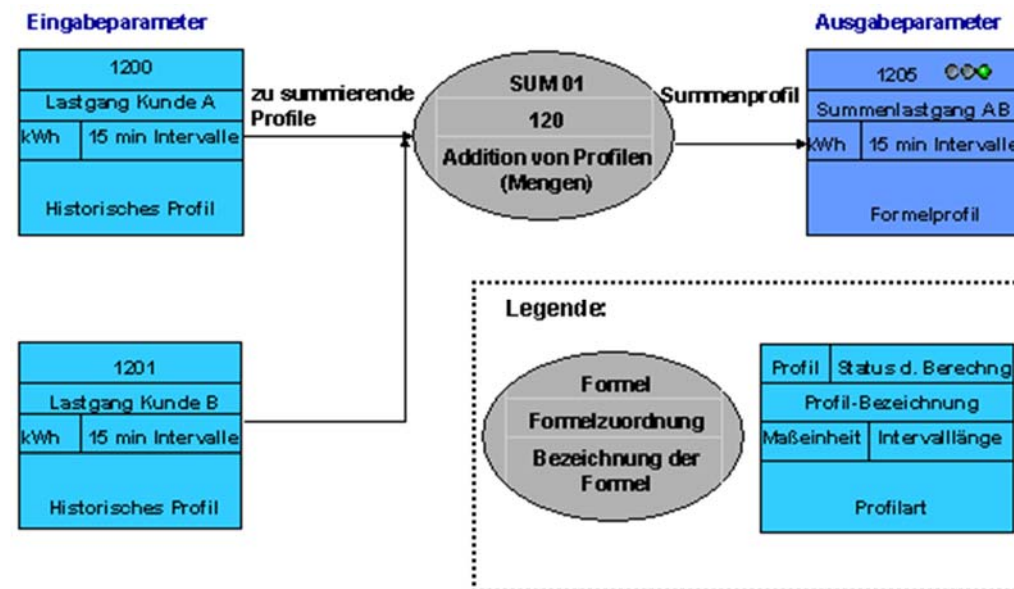 Eingabeparameter
Ausgabeparameter
1200
Lastgang Kunde A
kWh 15 min Intervalle
Historisches Profil
zu summierende
Profile
SUM 01
120
Addition von Profilen
(Mengen)
Summenprofil
1205
Summenlastgang AB
kWh 15 min Intervalle
Formelprofil
1201
Lastgang Kunde B
kWh 15 min Intervalle
Historisches Profil
Legende:
Formel
Formelzuordnung
Bezeichnung der
Formel
Profil Status d. Berechng
Profil-Bezeichnung
Maßeinheit Intervalllänge
Profilart